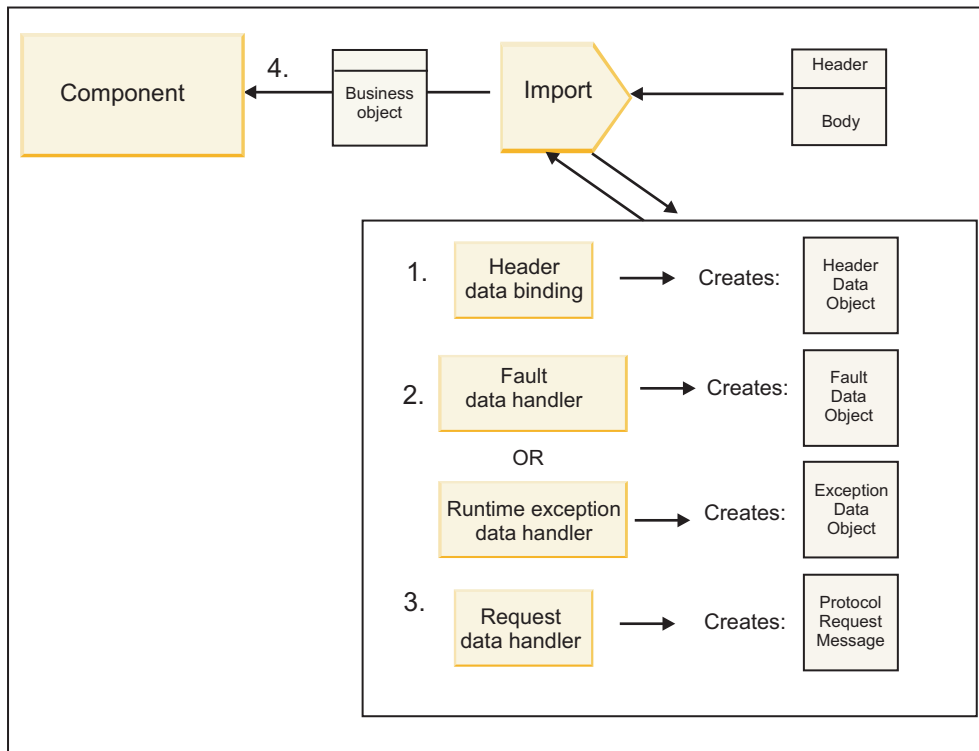 Component
4.
Business
object
Import
Header
Body
1.
Header
data binding
Creates:
Header
Data
Object
2.
Fault
data handler
Creates:
Fault
Data
Object
OR
Runtime exception
data handler
Creates:
Exception
Data
Object
3.
Request
data handler
Creates:
Protocol
Request
Message